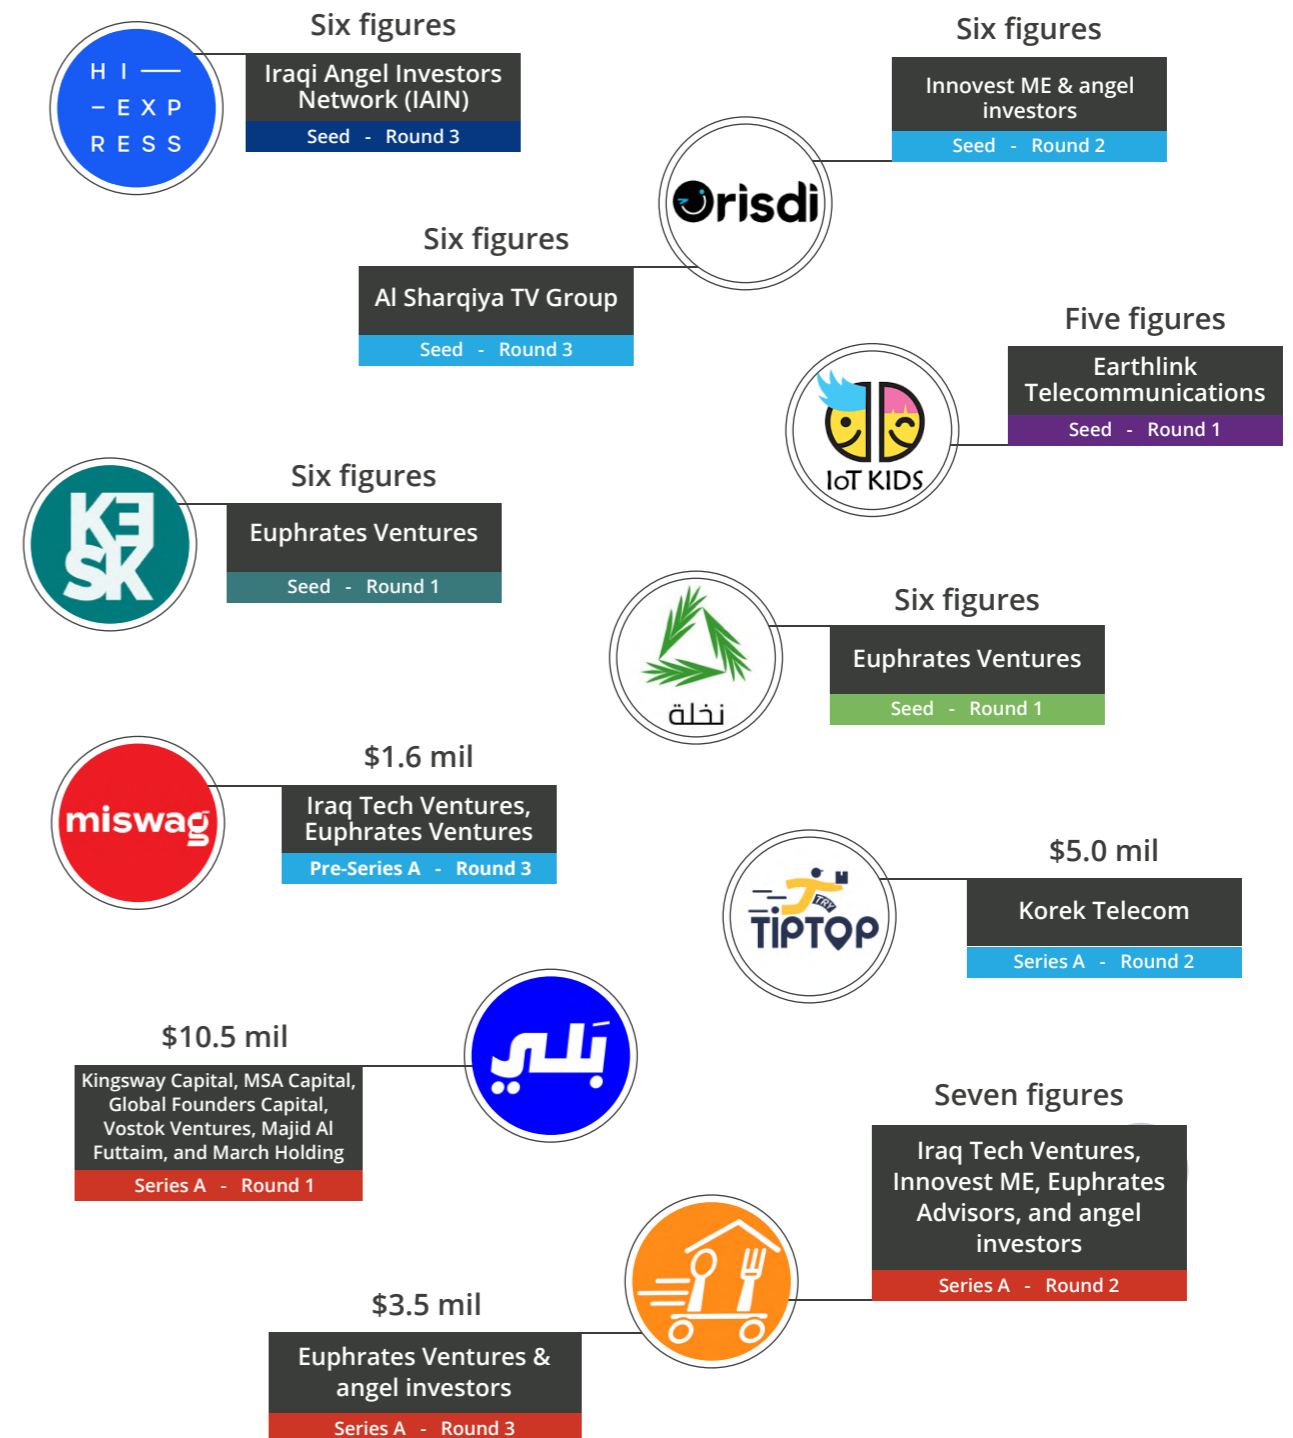 Six figures
HI
EXP
RESS
Iraqi Angel Investors
Network (IAIN)
Seed - Round 3
Six figures
Innovest ME & angel
investors
Seed - Round 2
Orisdi
Six figures
Al Sharqiya TV Group
Seed - Round 3
Five figures
Earthlink
Telecommunications
Seed - Round 1
IoT KIDS
Six figures
KESK
Euphrates Ventures
Seed - Round 1
Six figures
نخلة
Euphrates Ventures
Seed - Round 1
$1.6 mil
miswag
Iraq Tech Ventures,
Euphrates Ventures
Pre-Series A - Round 3
$5.0 mil
TRY
TIPTOP
Korek Telecom
Series A - Round 2
$10.5 mil
بَلي
Kingsway Capital, MSA Capital,
Global Founders Capital,
Vostok Ventures, Majid Al
Futtaim, and March Holding
Series A - Round 1
Seven figures
Iraq Tech Ventures,
Innovest ME, Euphrates
Advisors, and angel
investors
Series A - Round 2
$3.5 mil
Euphrates Ventures &
angel investors
Series A - Round 3